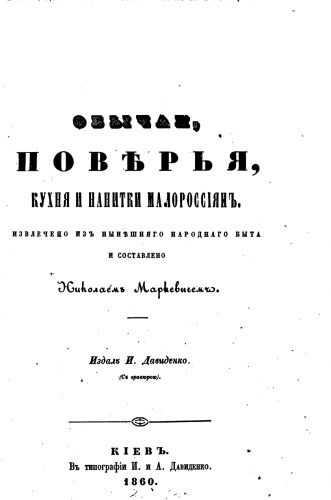 ОБЫЧАИ,
ПОВѢРЬЯ,
КУХНЯ И НАПИТКИ МАЛОРОССІЯНЪ.
ИЗВЛЕЧЕНО ИЗЪ НЫНѢШНЯГО НАРОДНАГО БЫТА
И СОСТАВЛЕНО
Николаемъ Маркевичемъ.
Издалъ И. Давиденко.
(Съ гравюрою).
КІЕВЪ.
Въ типографіи И. и А. Давиденко.
1860.